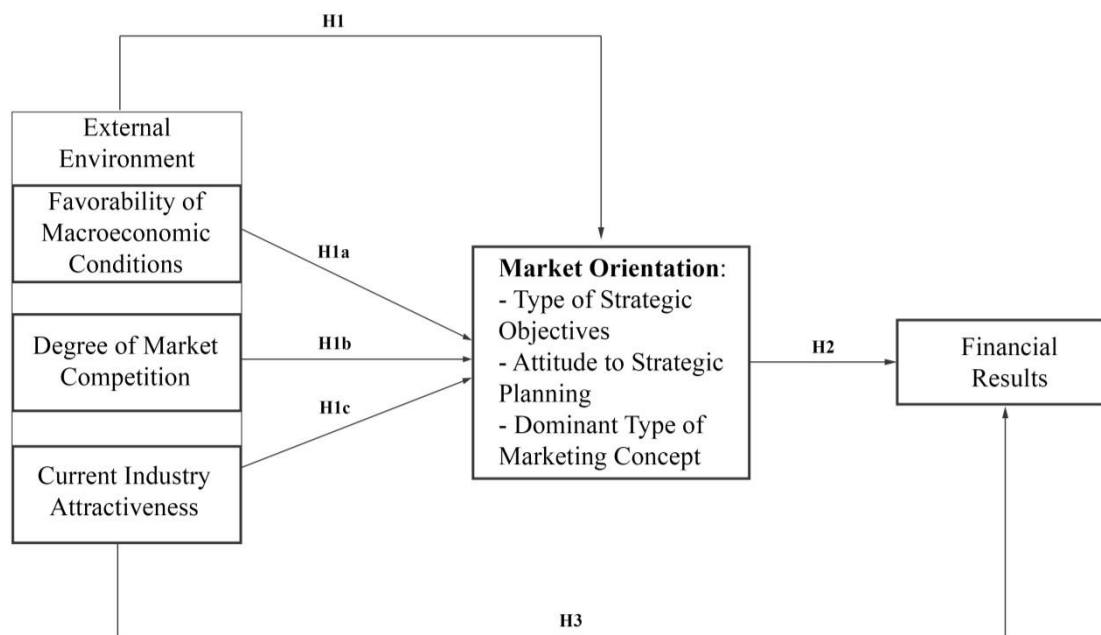 H1
External
Environment
Favorability of
Macroeconomic
Conditions
H1a
Degree of Market
Competition
H1b
H1c
Current Industry
Attractiveness
Market Orientation:
- Type of Strategic
Objectives
- Attitude to Strategic
Planning
- Dominant Type of
Marketing Concept
H2
Financial
Results
H3